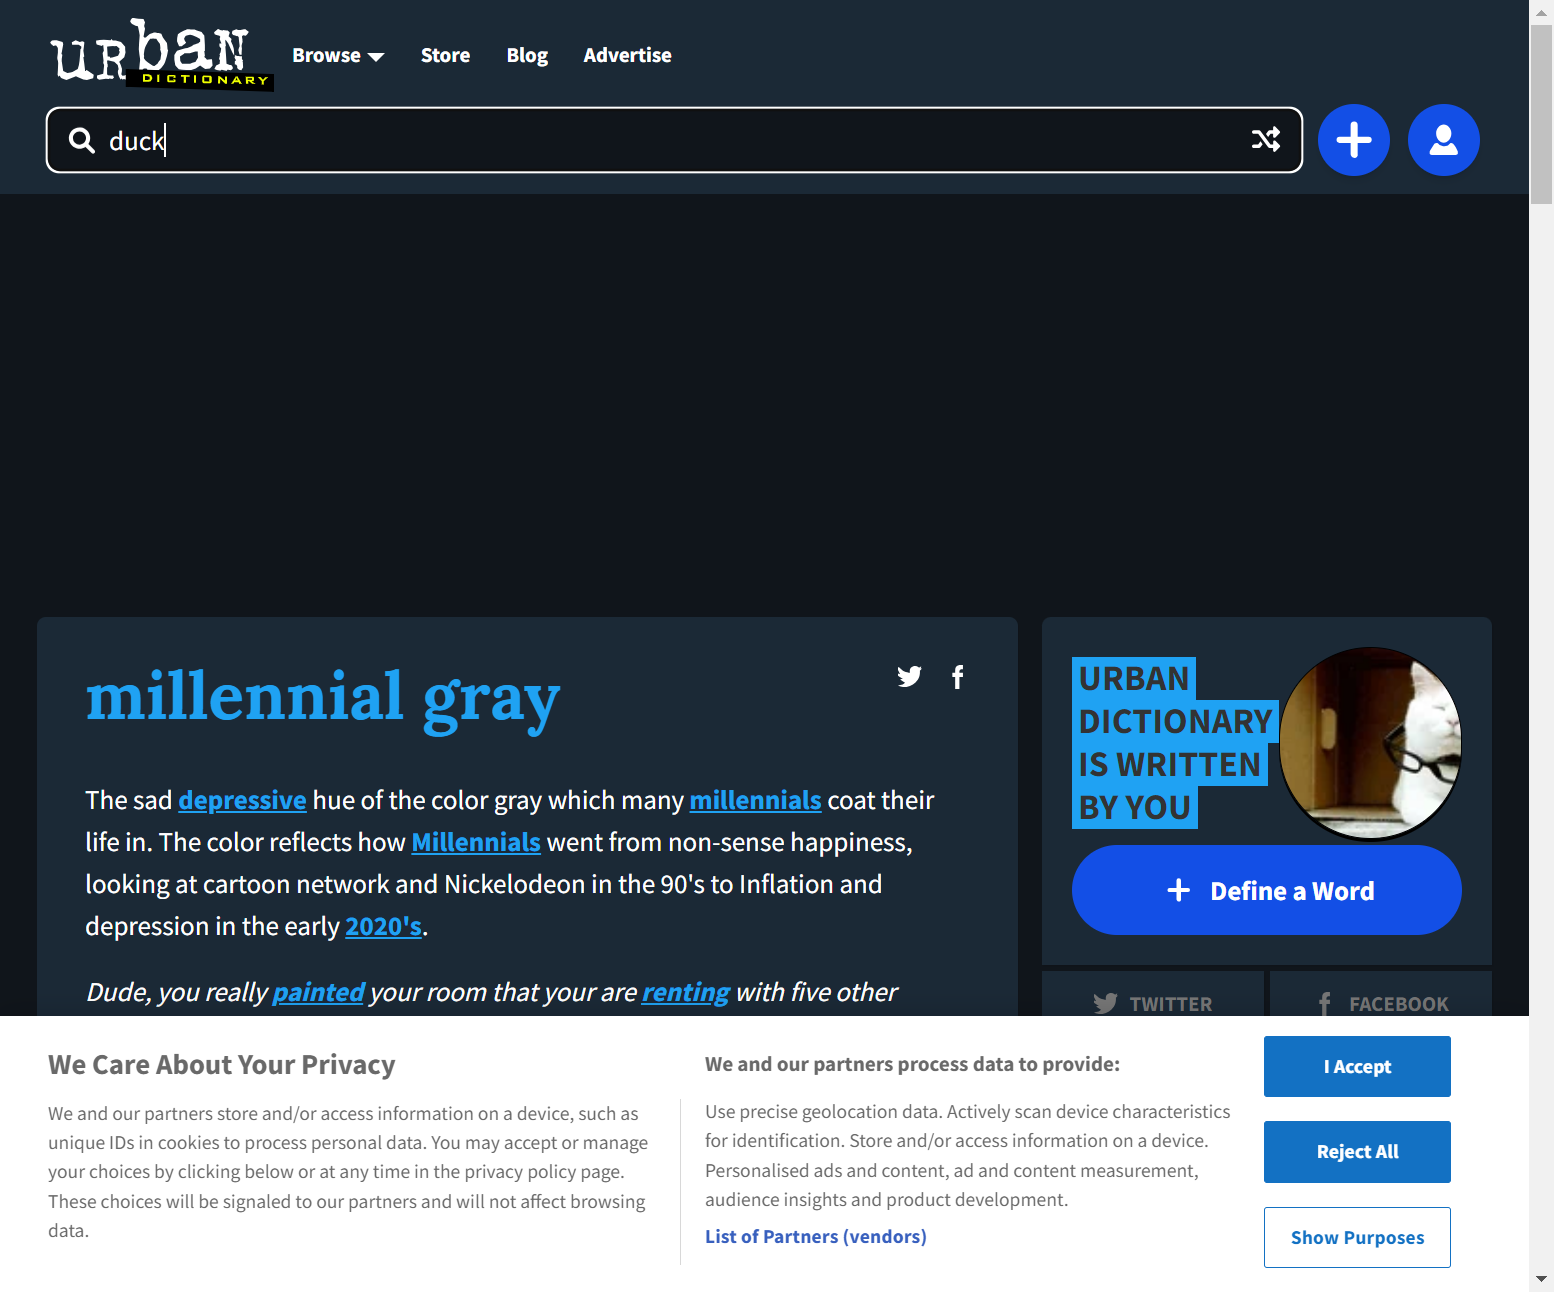 urban
DICTIONARY
Browse
Store
Blog
Advertise
duck
millennial gray
The sad depressive hue of the color gray which many millennials coat their
life in. The color reflects how Millennials went from non-sense happiness,
looking at cartoon network and Nickelodeon in the 90's to Inflation and
depression in the early 2020's.
Dude, you really painted your room that your are renting with five other
URBAN
DICTIONARY
IS WRITTEN
BY YOU
Define a Word
TWITTER
FACEBOOK
We Care About Your Privacy
We and our partners store and/or access information on a device, such as
unique IDs in cookies to process personal data. You may accept or manage
your choices by clicking below or at any time in the privacy policy page.
These choices will be signaled to our partners and will not affect browsing
data.
We and our partners process data to provide:
Use precise geolocation data. Actively scan device characteristics
for identification. Store and/or access information on a device.
Personalised ads and content, ad and content measurement,
audience insights and product development.
List of Partners (vendors)
I Accept
Reject All
Show Purposes